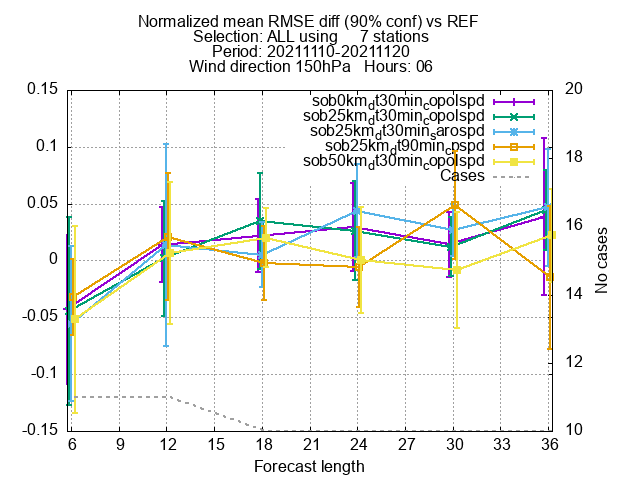 Normalized mean RMSE diff (90% conf) vs REF
Selection: ALL using 7 stations
Period: 20211110-20211120
Wind direction 150hPa Hours: 06
0.15
0.1
0.05
0
-0.05
-0.1
-0.15
20
18
16
14
12
10
No cases
sob0km_dt30min_copolspd
sob25km_dt30min_copolspd
sob25km_dt30min_sarospd
sob25km_dt90min_cpspd
sob50km_dt30min_copolspd
Cases
6 9 12 15 18 21 24 27 30 33 36
Forecast length